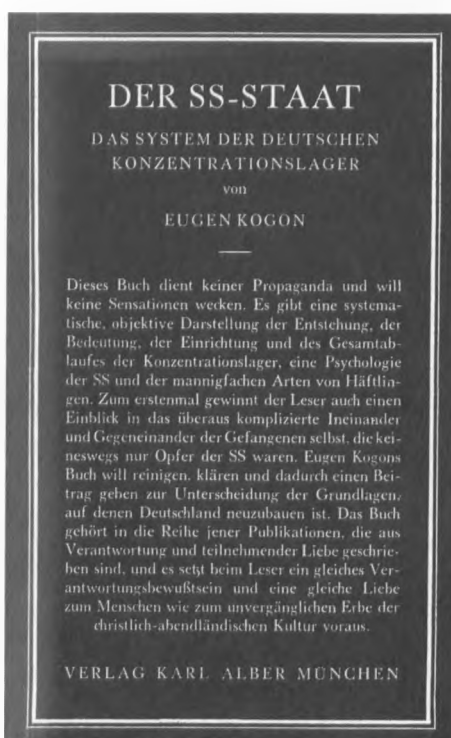 DER SS-STAAT
DAS SYSTEM DER DEUTSCHEN
KONZENTRATIONSLAGER
von
EUGEN KOGON
Dieses Buch dient keiner Propaganda und will
keine Sensationen wecken. Es gibt eine systema-
tische, objektive Darstellung der Entstehung, der
Bedeutung, der Einrichtung und des Gesamtab-
laufes der Konzentrationslager, eine Psychologie
der SS und der mannigfachen Arten von Häftlin-
gen. Zum erstenmal gewinnt der Leser auch einen
Einblick in das überaus komplizierte Ineinander
und Gegeneinander der Gefangenen selbst, die kei-
neswegs nur Opfer der SS waren. Eugen Kogons
Buch will reinigen, klären und dadurch einen Bei-
trag geben zur Unterscheidung der Grundlagen,
auf denen Deutschland neuzubauen ist. Das Buch
gehört in die Reihe jener Publikationen, die aus
Verantwortung und teilnehmender Liebe geschrie-
ben sind, und es setzt beim Leser ein gleiches Ver-
antwortungsbewußtsein und eine gleiche Liebe
zum Menschen wie zum unvergänglichen Erbe der
christlich-abendländischen Kultur voraus.
VERLAG KARL ALBER MÜNCHEN